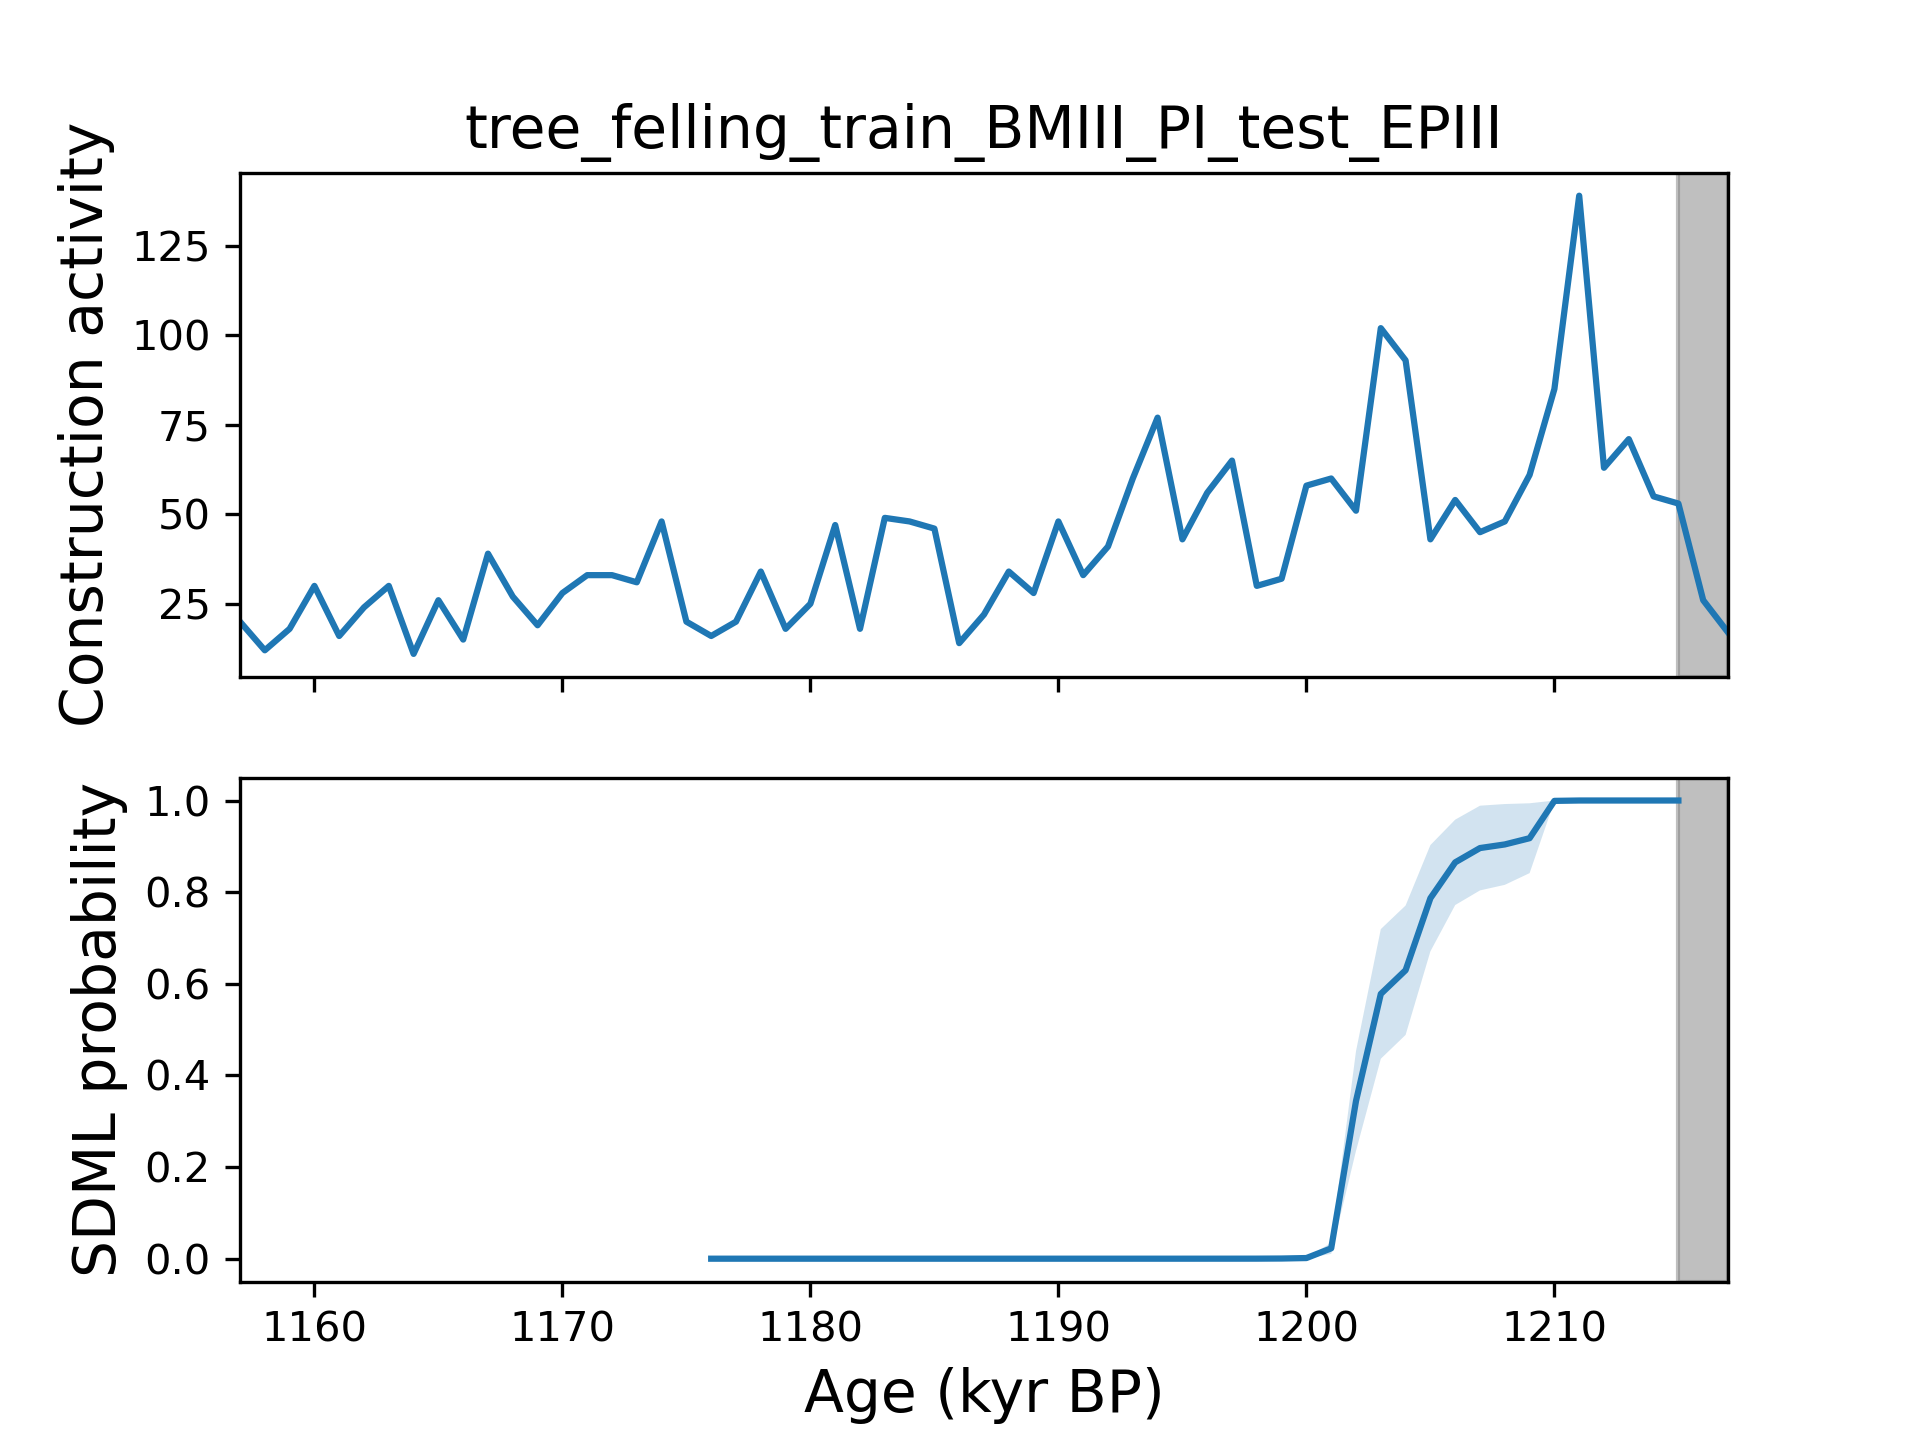 tree_felling_train_BMIII_PI_test_EPIII
Construction activity
125
100
75
50
25
SDML probability
1.0
0.8
0.6
0.4
0.2
0.0
1160 1170 1180 1190 1200 1210
Age (kyr BP)